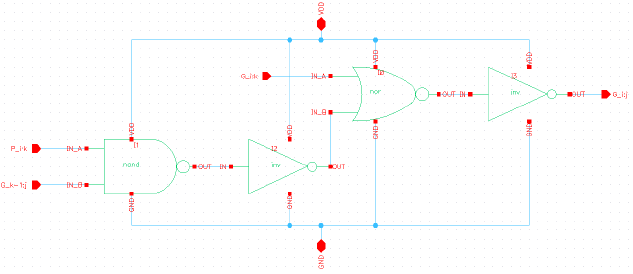 VDD
VDD
VDD
G_i:k
IN_A
I0
nor
OUT
IN
I3
inv
OUT
G_i:j
IN_B
VDD
I1
VDD
I2
GND
GND
P_i:k
IN_A
nand
OUT
IN
inv
OUT
G_k-1:j
IN_B
GND
GND
GND